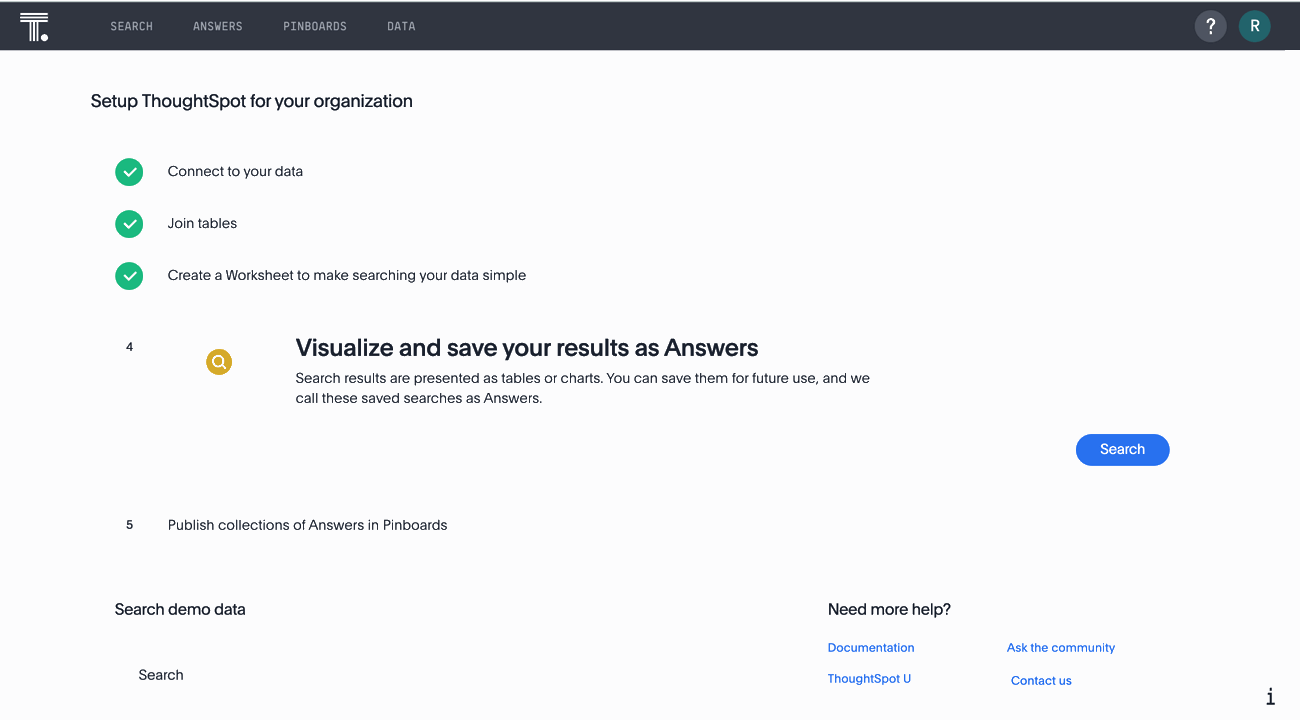 T.
SEARCH ANSWERS PINBOARDS DATA ? R
Setup ThoughtSpot for your organization
Connect to your data
Join tables
Create a Worksheet to make searching your data simple
4 Visualize and save your results as Answers
Search results are presented as tables or charts. You can save them for future use, and we
call these saved searches as Answers.
Search
5 Publish collections of Answers in Pinboards
Search demo data
Search
Need more help?
Documentation Ask the community
ThoughtSpot U Contact us
i